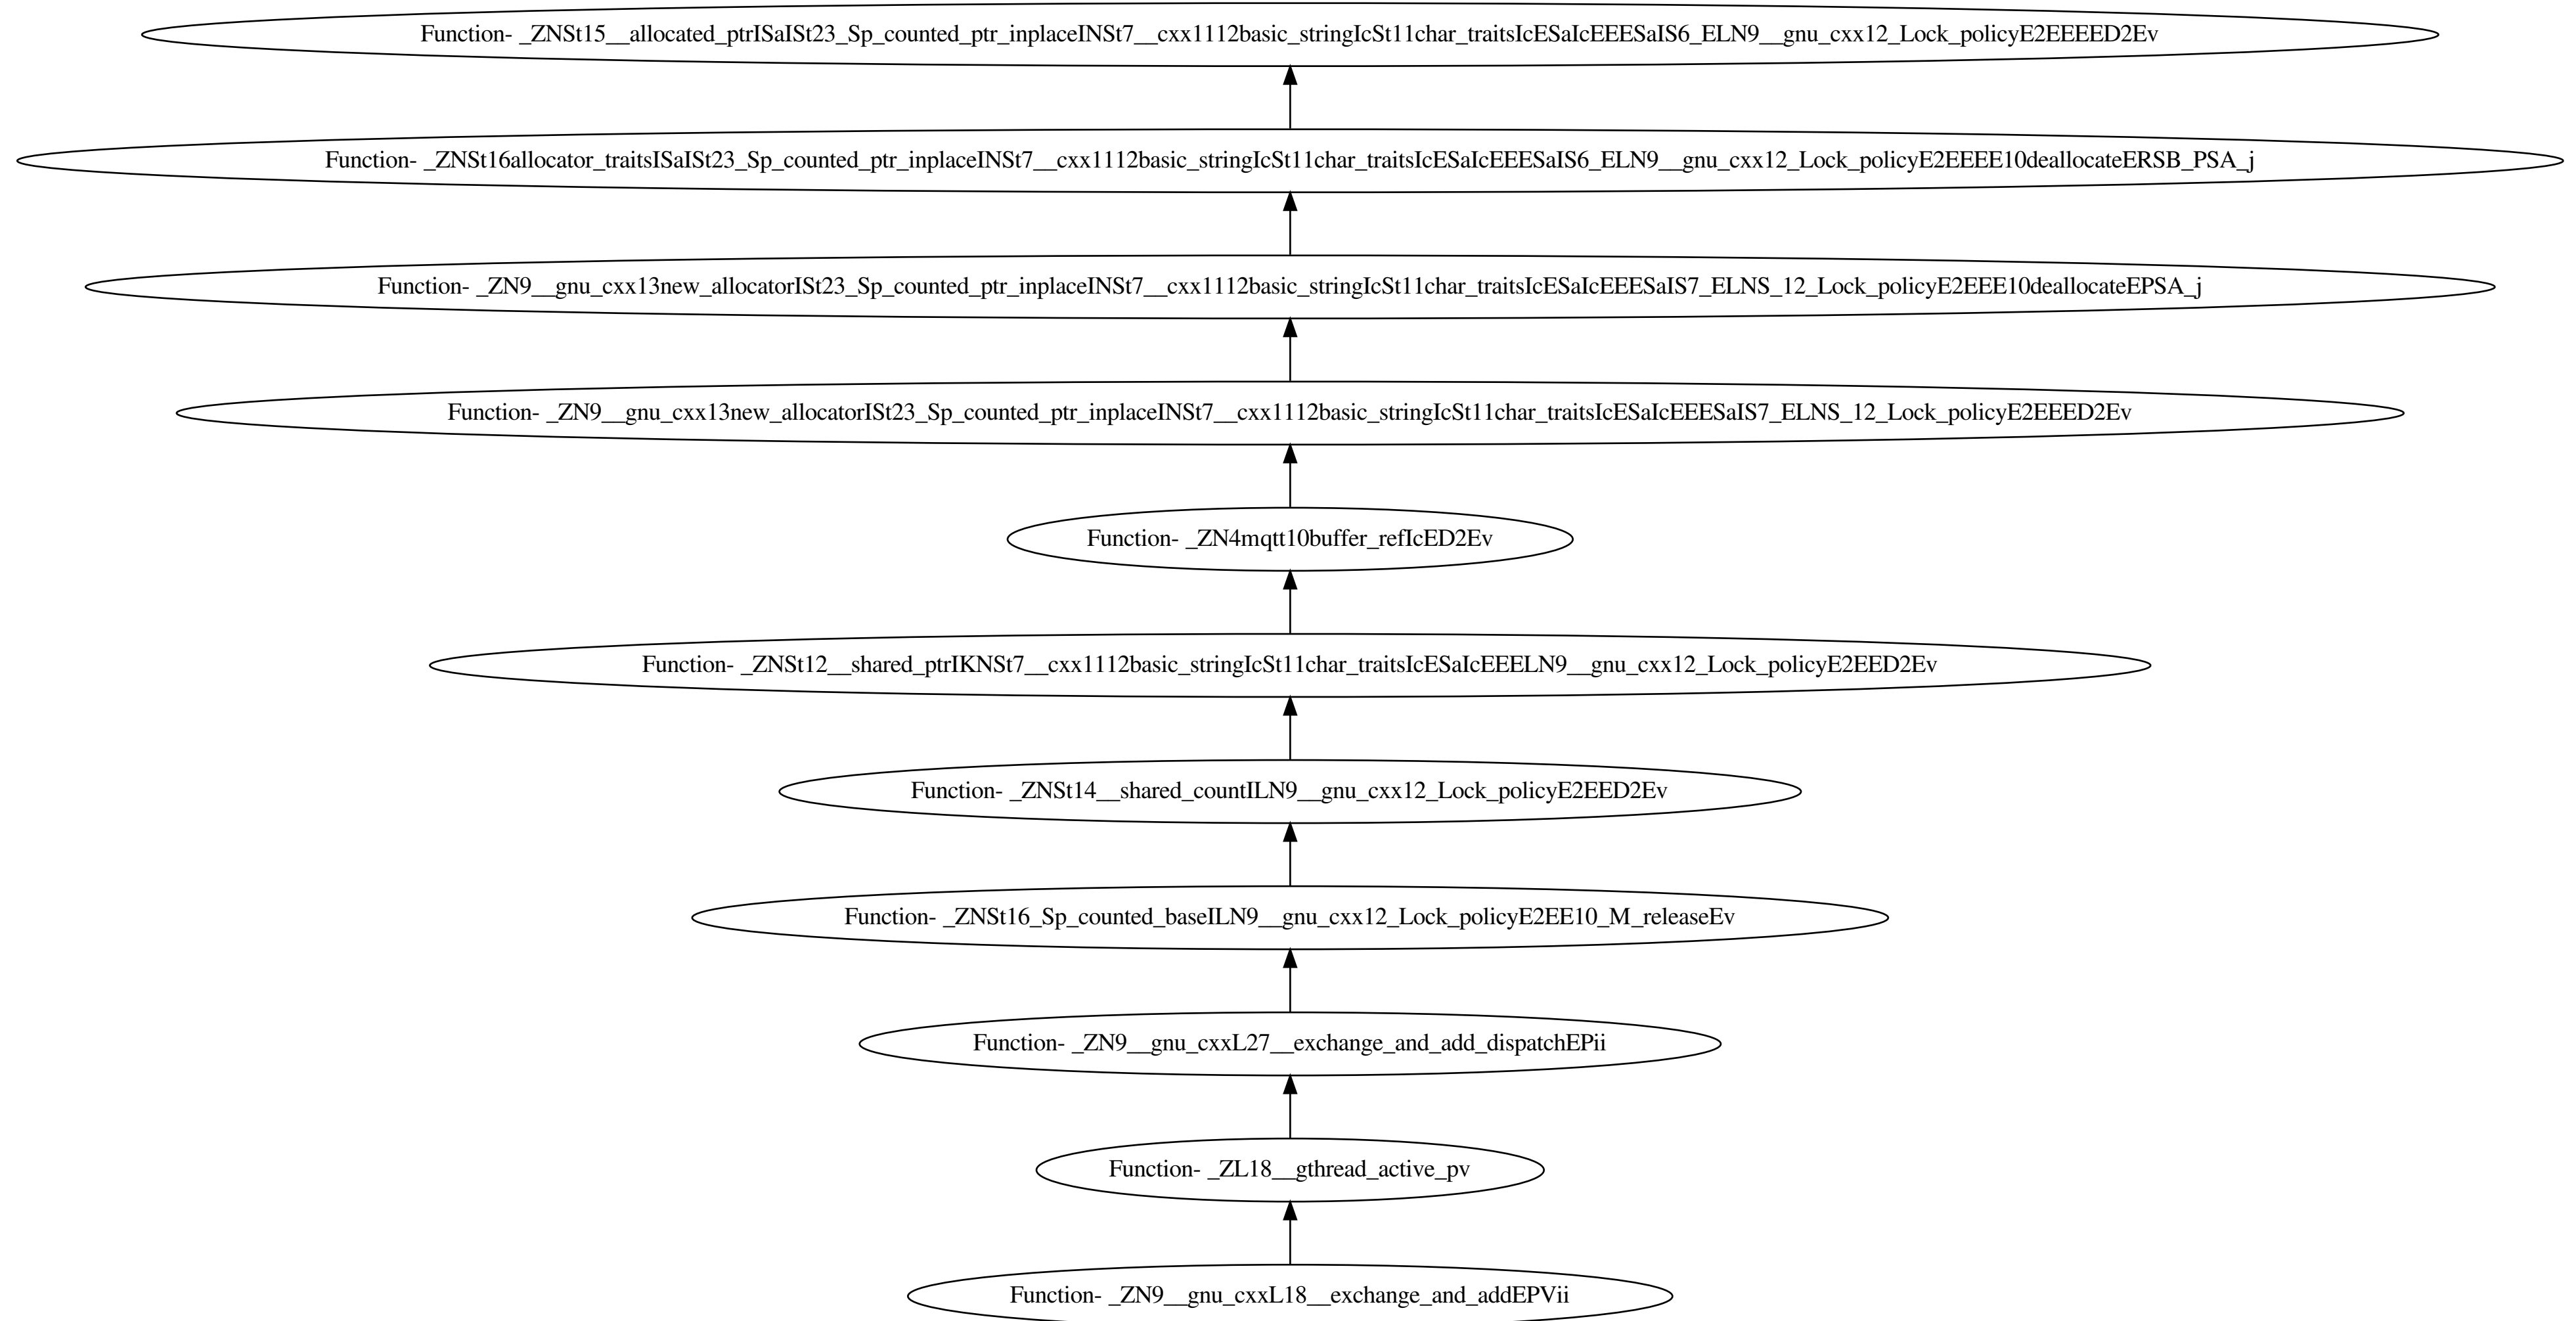 Function- _ZNSt15__allocated_ptrISaISt23_Sp_counted_ptr_inplaceINSt7__cxx1112basic_stringIcSt11char_traitsIcESaIcEEESaIS6_ELN9__gnu_cxx12_Lock_policyE2EEEED2Ev
Function- _ZNSt16allocator_traitsISaISt23_Sp_counted_ptr_inplaceINSt7__cxx1112basic_stringIcSt11char_traitsIcESaIcEEESaIS6_ELN9__gnu_cxx12_Lock_policyE2EEEE10deallocateERSB_PSA_j
Function- _ZN9__gnu_cxx13new_allocatorISt23_Sp_counted_ptr_inplaceINSt7__cxx1112basic_stringIcSt11char_traitsIcESaIcEEESaIS7_ELNS_12_Lock_policyE2EEE10deallocateEPSA_j
Function- _ZN9__gnu_cxx13new_allocatorISt23_Sp_counted_ptr_inplaceINSt7__cxx1112basic_stringIcSt11char_traitsIcESaIcEEESaIS7_ELNS_12_Lock_policyE2EEED2Ev
Function- _ZN4mqtt10buffer_refIcED2Ev
Function- _ZNSt12__shared_ptrIKNSt7__cxx1112basic_stringIcSt11char_traitsIcESaIcEEELN9__gnu_cxx12_Lock_policyE2EED2Ev
Function- _ZNSt14__shared_countILN9__gnu_cxx12_Lock_policyE2EED2Ev
Function- _ZNSt16_Sp_counted_baseILN9__gnu_cxx12_Lock_policyE2EE10_M_releaseEv
Function- _ZN9__gnu_cxxL27__exchange_and_add_dispatchEPii
Function- _ZL18__gthread_active_pv
Function- _ZN9__gnu_cxxL18__exchange_and_addEPVii